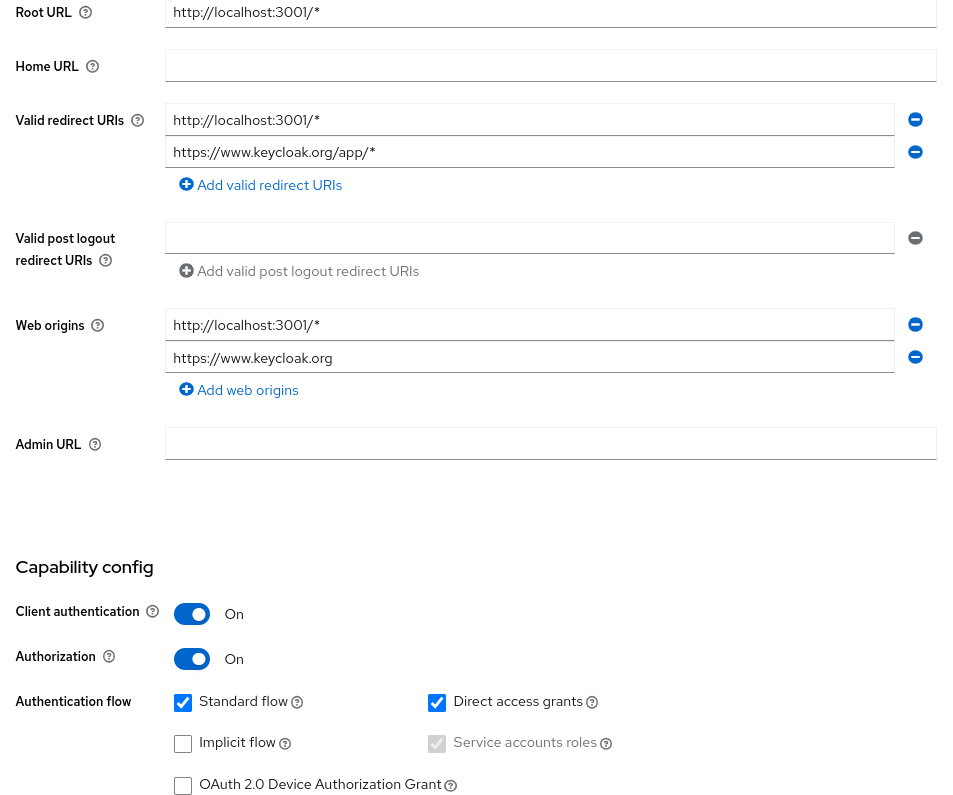 Root URL http://localhost:3001/*
Home URL
Valid redirect URIs http://localhost:3001/*
https://www.keycloak.org/app/*
Add valid redirect URIs
Valid post logout
redirect URIs
Add valid post logout redirect URIs
Web origins http://localhost:3001/*
https://www.keycloak.org
Add web origins
Admin URL
Capability config
Client authentication On
Authorization On
Authentication flow Standard flow Direct access grants
Implicit flow Service accounts roles
OAuth 2.0 Device Authorization Grant